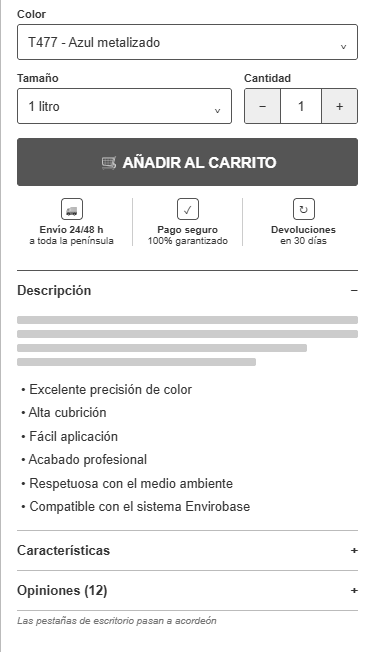 Color
T477 - Azul metalizado
Tamaño Cantidad
1 litro − 1 +
AÑADIR AL CARRITO
Envío 24/48 h Pago seguro Devoluciones
a toda la península 100% garantizado en 30 días
Descripción −
• Excelente precisión de color
• Alta cubrición
• Fácil aplicación
• Acabado profesional
• Respetuosa con el medio ambiente
• Compatible con el sistema Envirobase
Características +
Opiniones (12) +
Las pestañas de escritorio pasan a acordeón